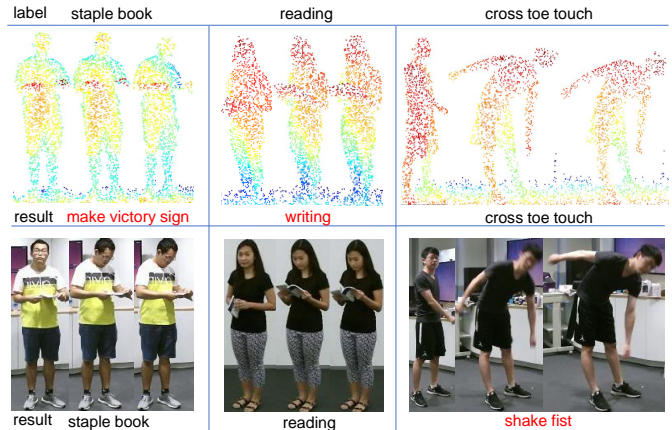 label staple book reading cross toe touch
result make victory sign writing cross toe touch
result staple book reading shake fist